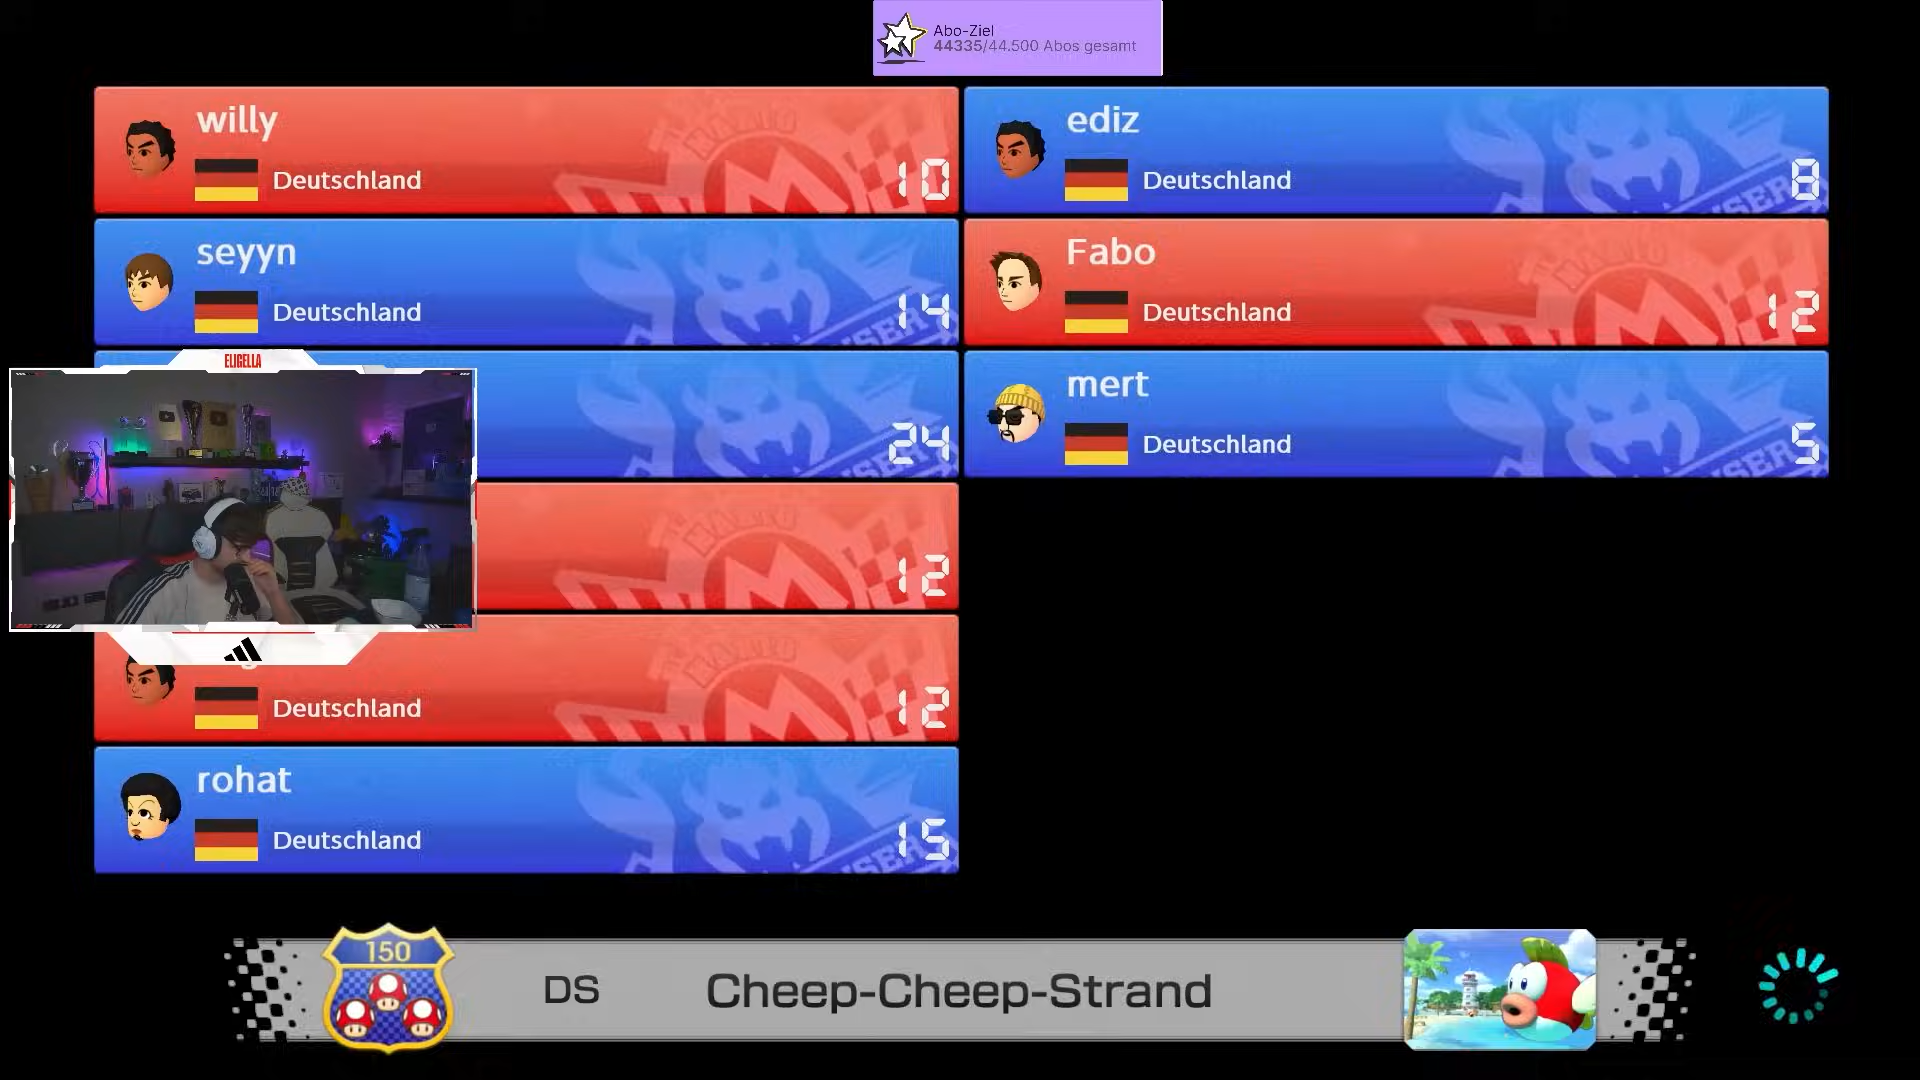 Abo-Ziel
44335/44.500 Abos gesamt
willy
Deutschland
10
ediz
Deutschland
8
seyyn
Deutschland
14
Fabo
Deutschland
12
ELIGELLA
24
mert
Deutschland
5
12
Deutschland
12
rohat
Deutschland
15
150
DS
Cheep-Cheep-Strand